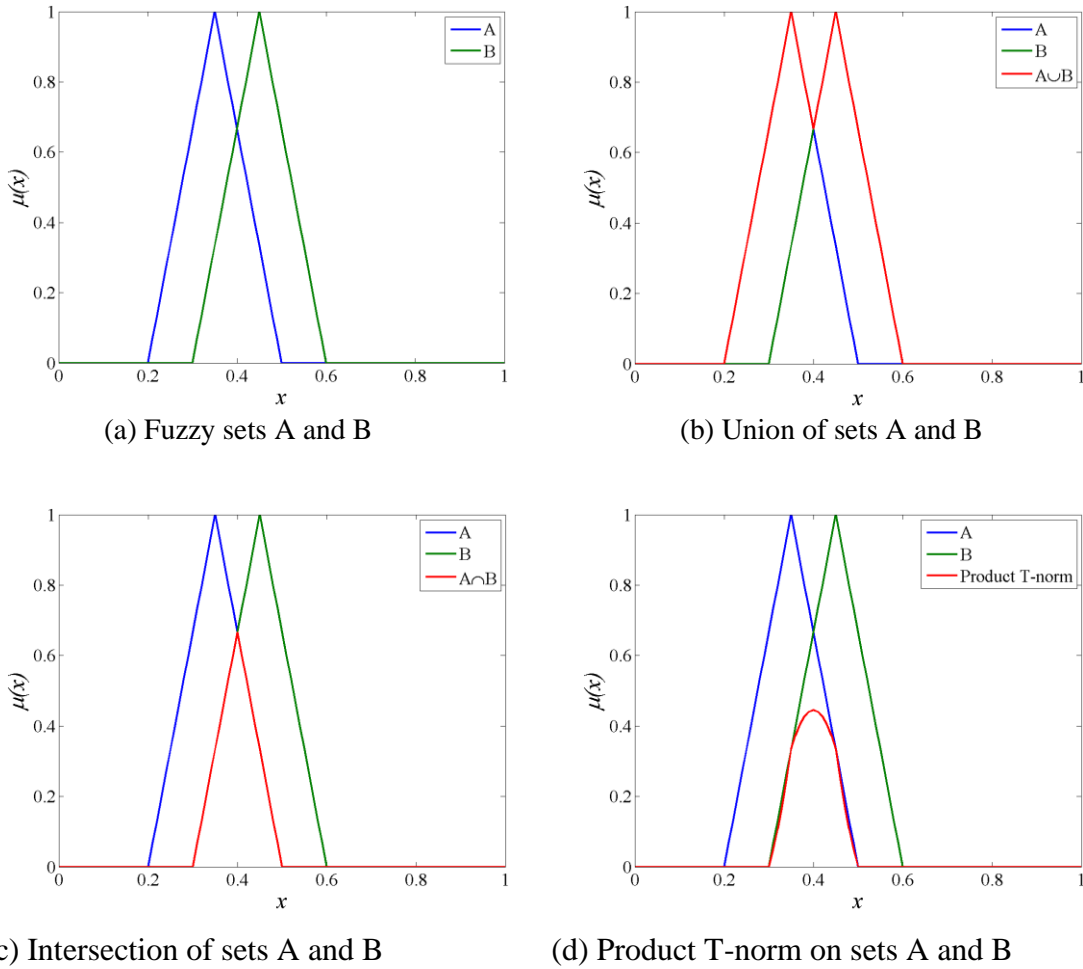 1
0.8
0.6
0.4
0.2
0
μ(x)
0
0.2
0.4
0.6
0.8
1
x
A
B
(a) Fuzzy sets A and B
1
0.8
0.6
0.4
0.2
0
μ(x)
0
0.2
0.4
0.6
0.8
1
x
A
B
A∪B
(b) Union of sets A and B
1
0.8
0.6
0.4
0.2
0
μ(x)
0
0.2
0.4
0.6
0.8
1
x
A
B
A∩B
c) Intersection of sets A and B
1
0.8
0.6
0.4
0.2
0
μ(x)
0
0.2
0.4
0.6
0.8
1
x
A
B
Product T-norm
(d) Product T-norm on sets A and B